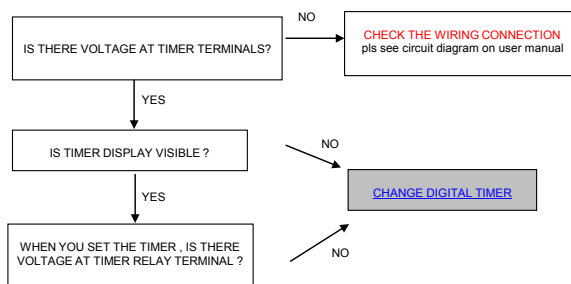 NO
IS THERE VOLTAGE AT TIMER TERMINALS?
CHECK THE WIRING CONNECTION
pls see circuit diagram on user manual
YES
IS TIMER DISPLAY VISIBLE ?
NO
YES
CHANGE DIGITAL TIMER
WHEN YOU SET THE TIMER , IS THERE
VOLTAGE AT TIMER RELAY TERMINAL ?
NO